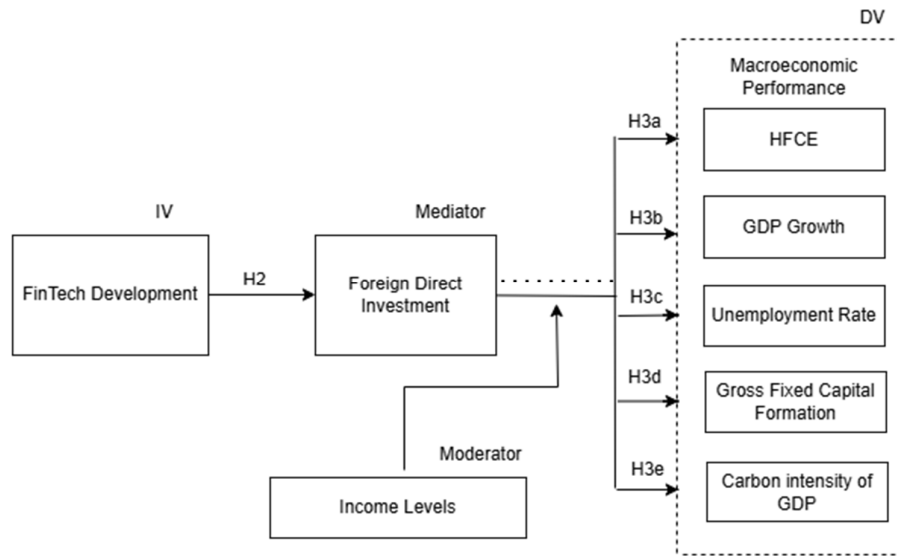 DV
Macroeconomic
Performance
H3a
HFCE
IV
Mediator
H3b
GDP Growth
FinTech Development
H2
Foreign Direct
Investment
H3c
Unemployment Rate
H3d
Gross Fixed Capital
Formation
Moderator
H3e
Carbon intensity of
GDP
Income Levels